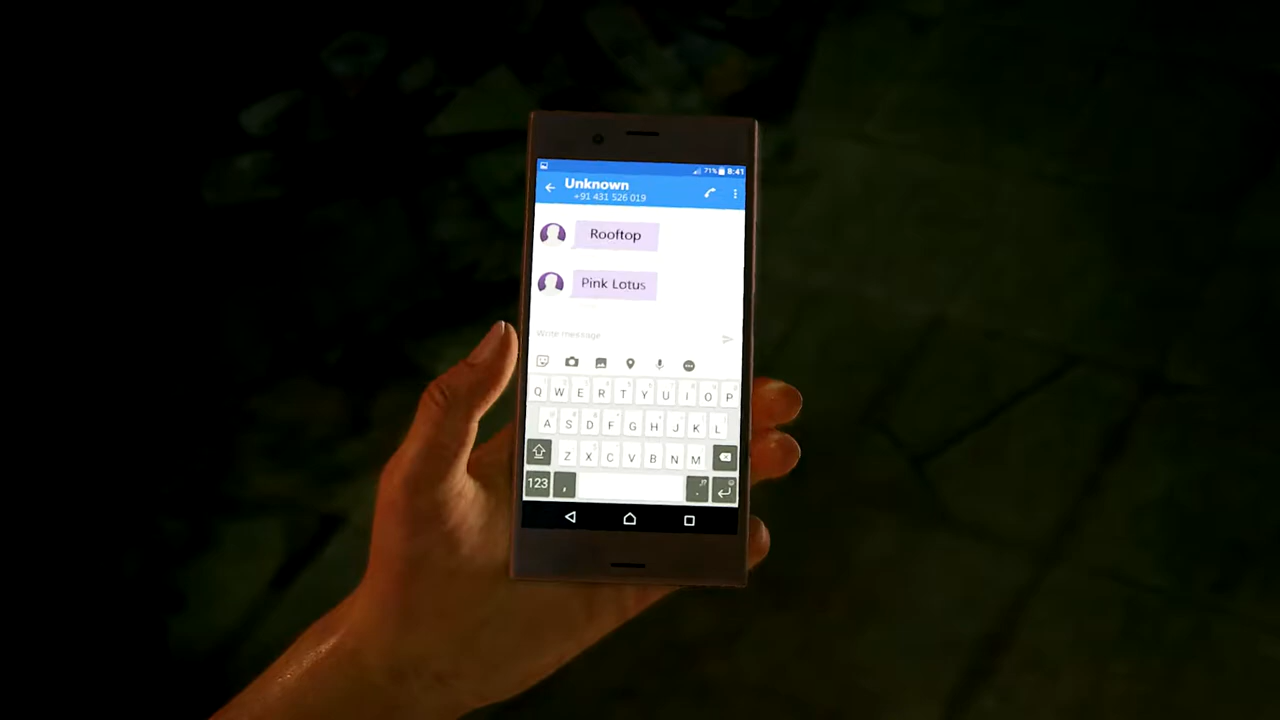 71% 8:41
Unknown
+91 431 526 019
Rooftop
Pink Lotus
Write message
Q W E R T Y U I O P
A S D F G H J K L
Z X C V B N M
123 , .